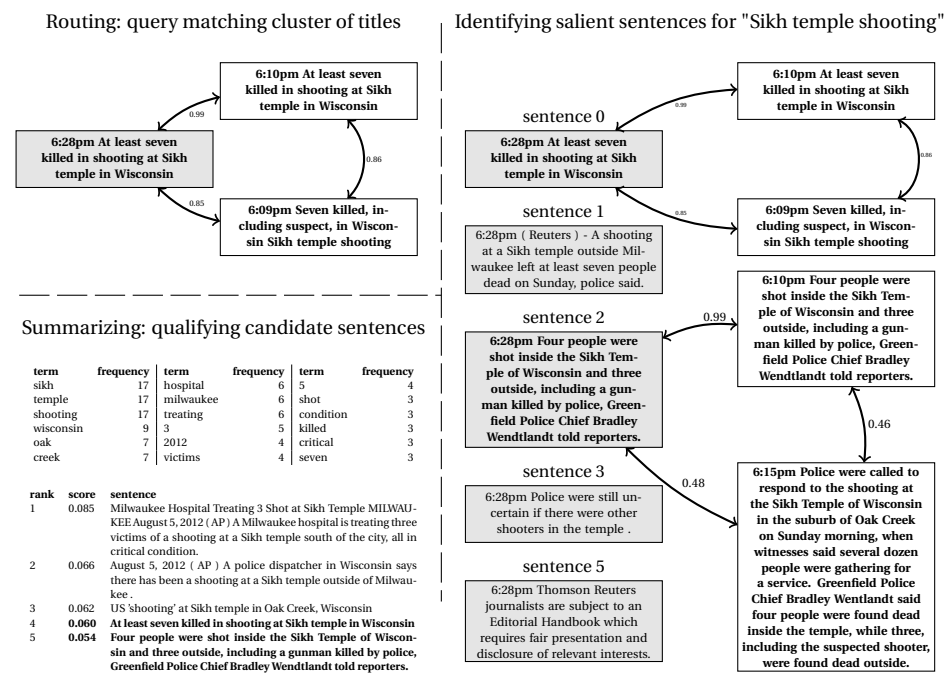 Routing: query matching cluster of titles
6:10pm At least seven
killed in shooting at Sikh
temple in Wisconsin
0.99
6:28pm At least seven
killed in shooting at Sikh
temple in Wisconsin
0.86
0.85
6:09pm Seven killed, in-
cluding suspect, in Wiscon-
sin Sikh temple shooting
Summarizing: qualifying candidate sentences
term frequency term frequency term frequency
sikh 17 hospital 6 5 4
temple 17 milwaukee 6 shot 3
shooting 17 treating 6 condition 3
wisconsin 9 3 5 killed 3
oak 7 2012 4 critical 3
creek 7 victims 4 seven 3
rank score sentence
1 0.085 Milwaukee Hospital Treating 3 Shot at Sikh Temple MILWAU-
KEE August 5, 2012 ( AP ) A Milwaukee hospital is treating three
victims of a shooting at a Sikh temple south of the city, all in
critical condition.
2 0.066 August 5, 2012 ( AP ) A police dispatcher in Wisconsin says
there has been a shooting at a Sikh temple outside of Milwau-
kee .
3 0.062 US 'shooting' at Sikh temple in Oak Creek, Wisconsin
4 0.060 At least seven killed in shooting at Sikh temple in Wisconsin
5 0.054 Four people were shot inside the Sikh Temple of Wiscon-
sin and three outside, including a gunman killed by police,
Greenfield Police Chief Bradley Wendtlandt told reporters.
Identifying salient sentences for "Sikh temple shooting"
6:10pm At least seven
killed in shooting at Sikh
temple in Wisconsin
0.99
sentence 0
6:28pm At least seven
killed in shooting at Sikh
temple in Wisconsin
0.86
0.85
6:09pm Seven killed, in-
cluding suspect, in Wiscon-
sin Sikh temple shooting
sentence 1
6:28pm ( Reuters ) - A shooting
at a Sikh temple outside Mil-
waukee left at least seven people
dead on Sunday, police said.
sentence 2
6:28pm Four people were
shot inside the Sikh Tem-
ple of Wisconsin and three
outside, including a gun-
man killed by police, Green-
field Police Chief Bradley
Wendtlandt told reporters.
0.99
6:10pm Four people were
shot inside the Sikh Tem-
ple of Wisconsin and three
outside, including a gun-
man killed by police, Green-
field Police Chief Bradley
Wendtlandt told reporters.
0.46
0.48
sentence 3
6:28pm Police were still un-
certain if there were other
shooters in the temple .
6:15pm Police were called to
respond to the shooting at
the Sikh Temple of Wisconsin
in the suburb of Oak Creek
on Sunday morning, when
witnesses said several dozen
people were gathering for
a service. Greenfield Police
Chief Bradley Wentlandt said
four people were found dead
inside the temple, while three,
including the suspected shooter,
were found dead outside.
sentence 5
6:28pm Thomson Reuters
journalists are subject to an
Editorial Handbook which
requires fair presentation and
disclosure of relevant interests.